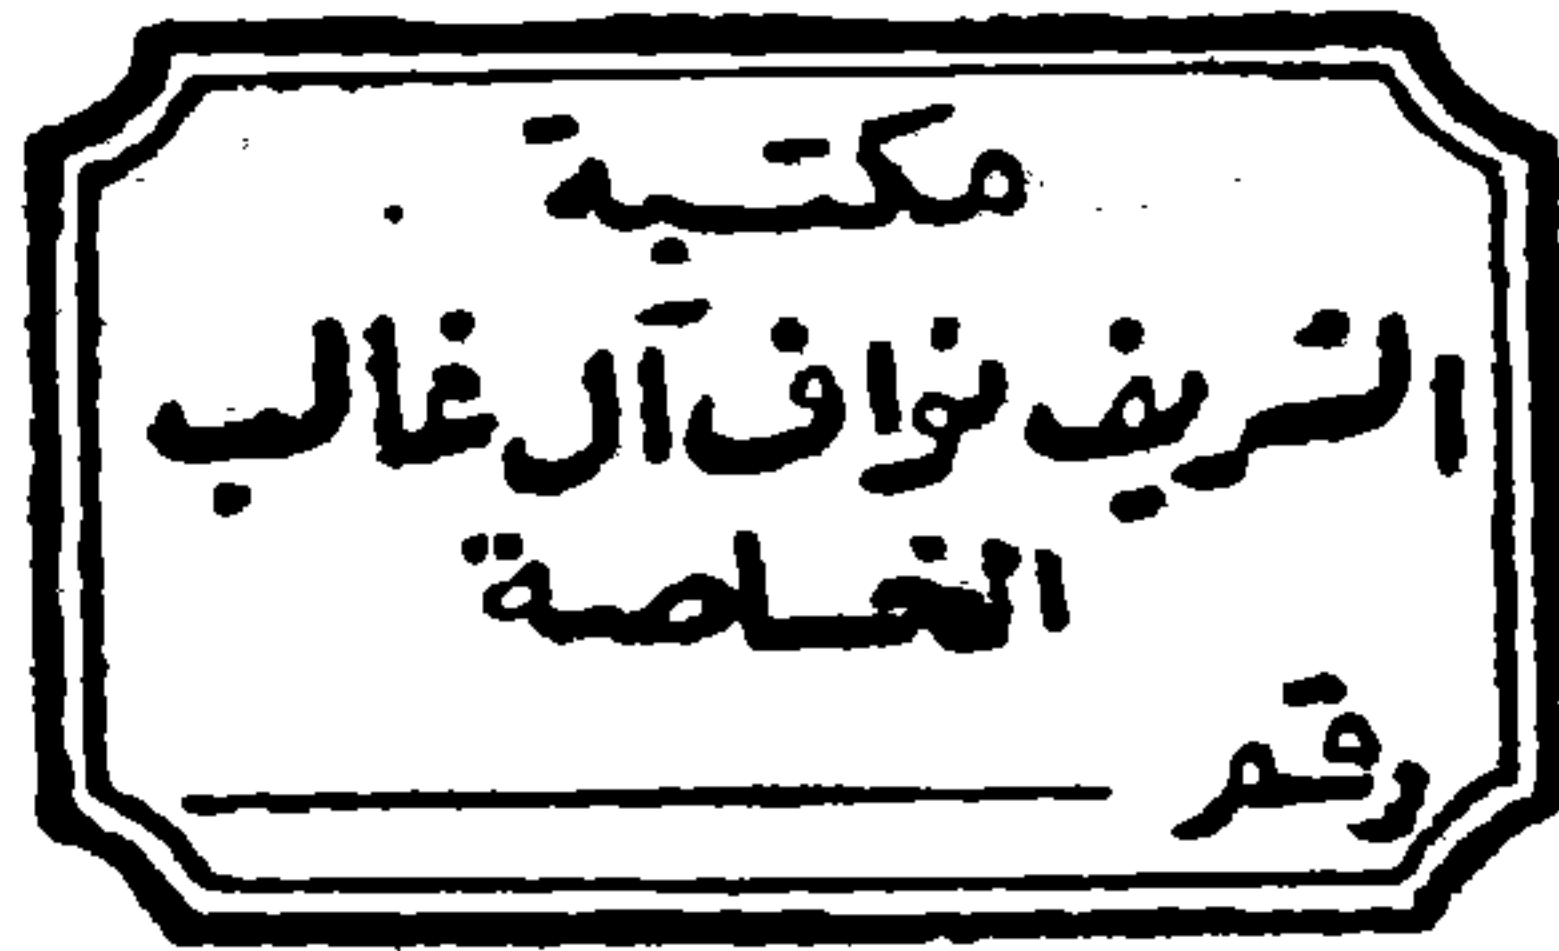 مكتبة
الشريف نواف آل غالب
الخاصة
رقم